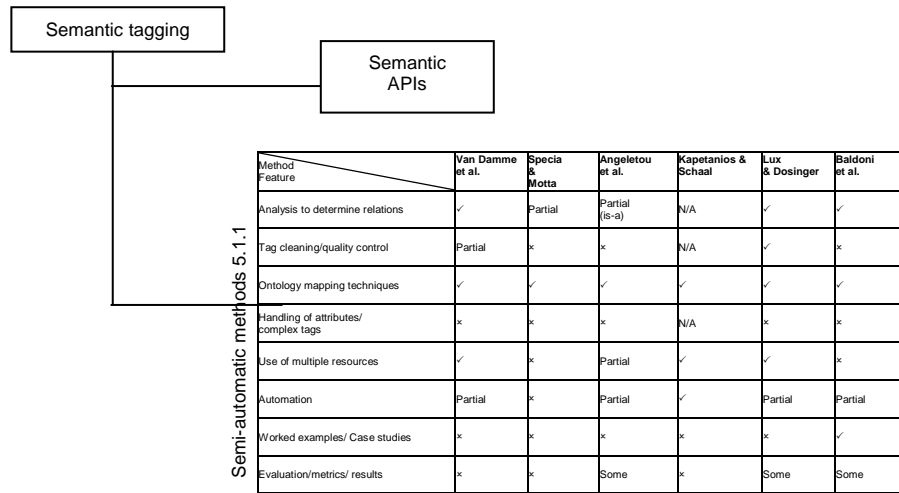 Semantic tagging
Semantic
APIs
Semi-automatic methods 5.1.1
Method
Feature
Van Damme
et al.
Specia
&
Motta
Angeletou
et al.
Kapetanios &
Schaal
Lux
& Dosinger
Baldoni
et al.
Analysis to determine relations ✓ Partial Partial N/A ✓ ✓
(is-a)
Tag cleaning/quality control Partial × × N/A ✓ ×
Ontology mapping techniques ✓ ✓ ✓ ✓ ✓ ✓
Handling of attributes/
complex tags × × × N/A × ×
Use of multiple resources ✓ × Partial ✓ ✓ ×
Automation Partial × Partial ✓ Partial Partial
Worked examples/ Case studies × × × × × ✓
Evaluation/metrics/ results × × Some × Some Some